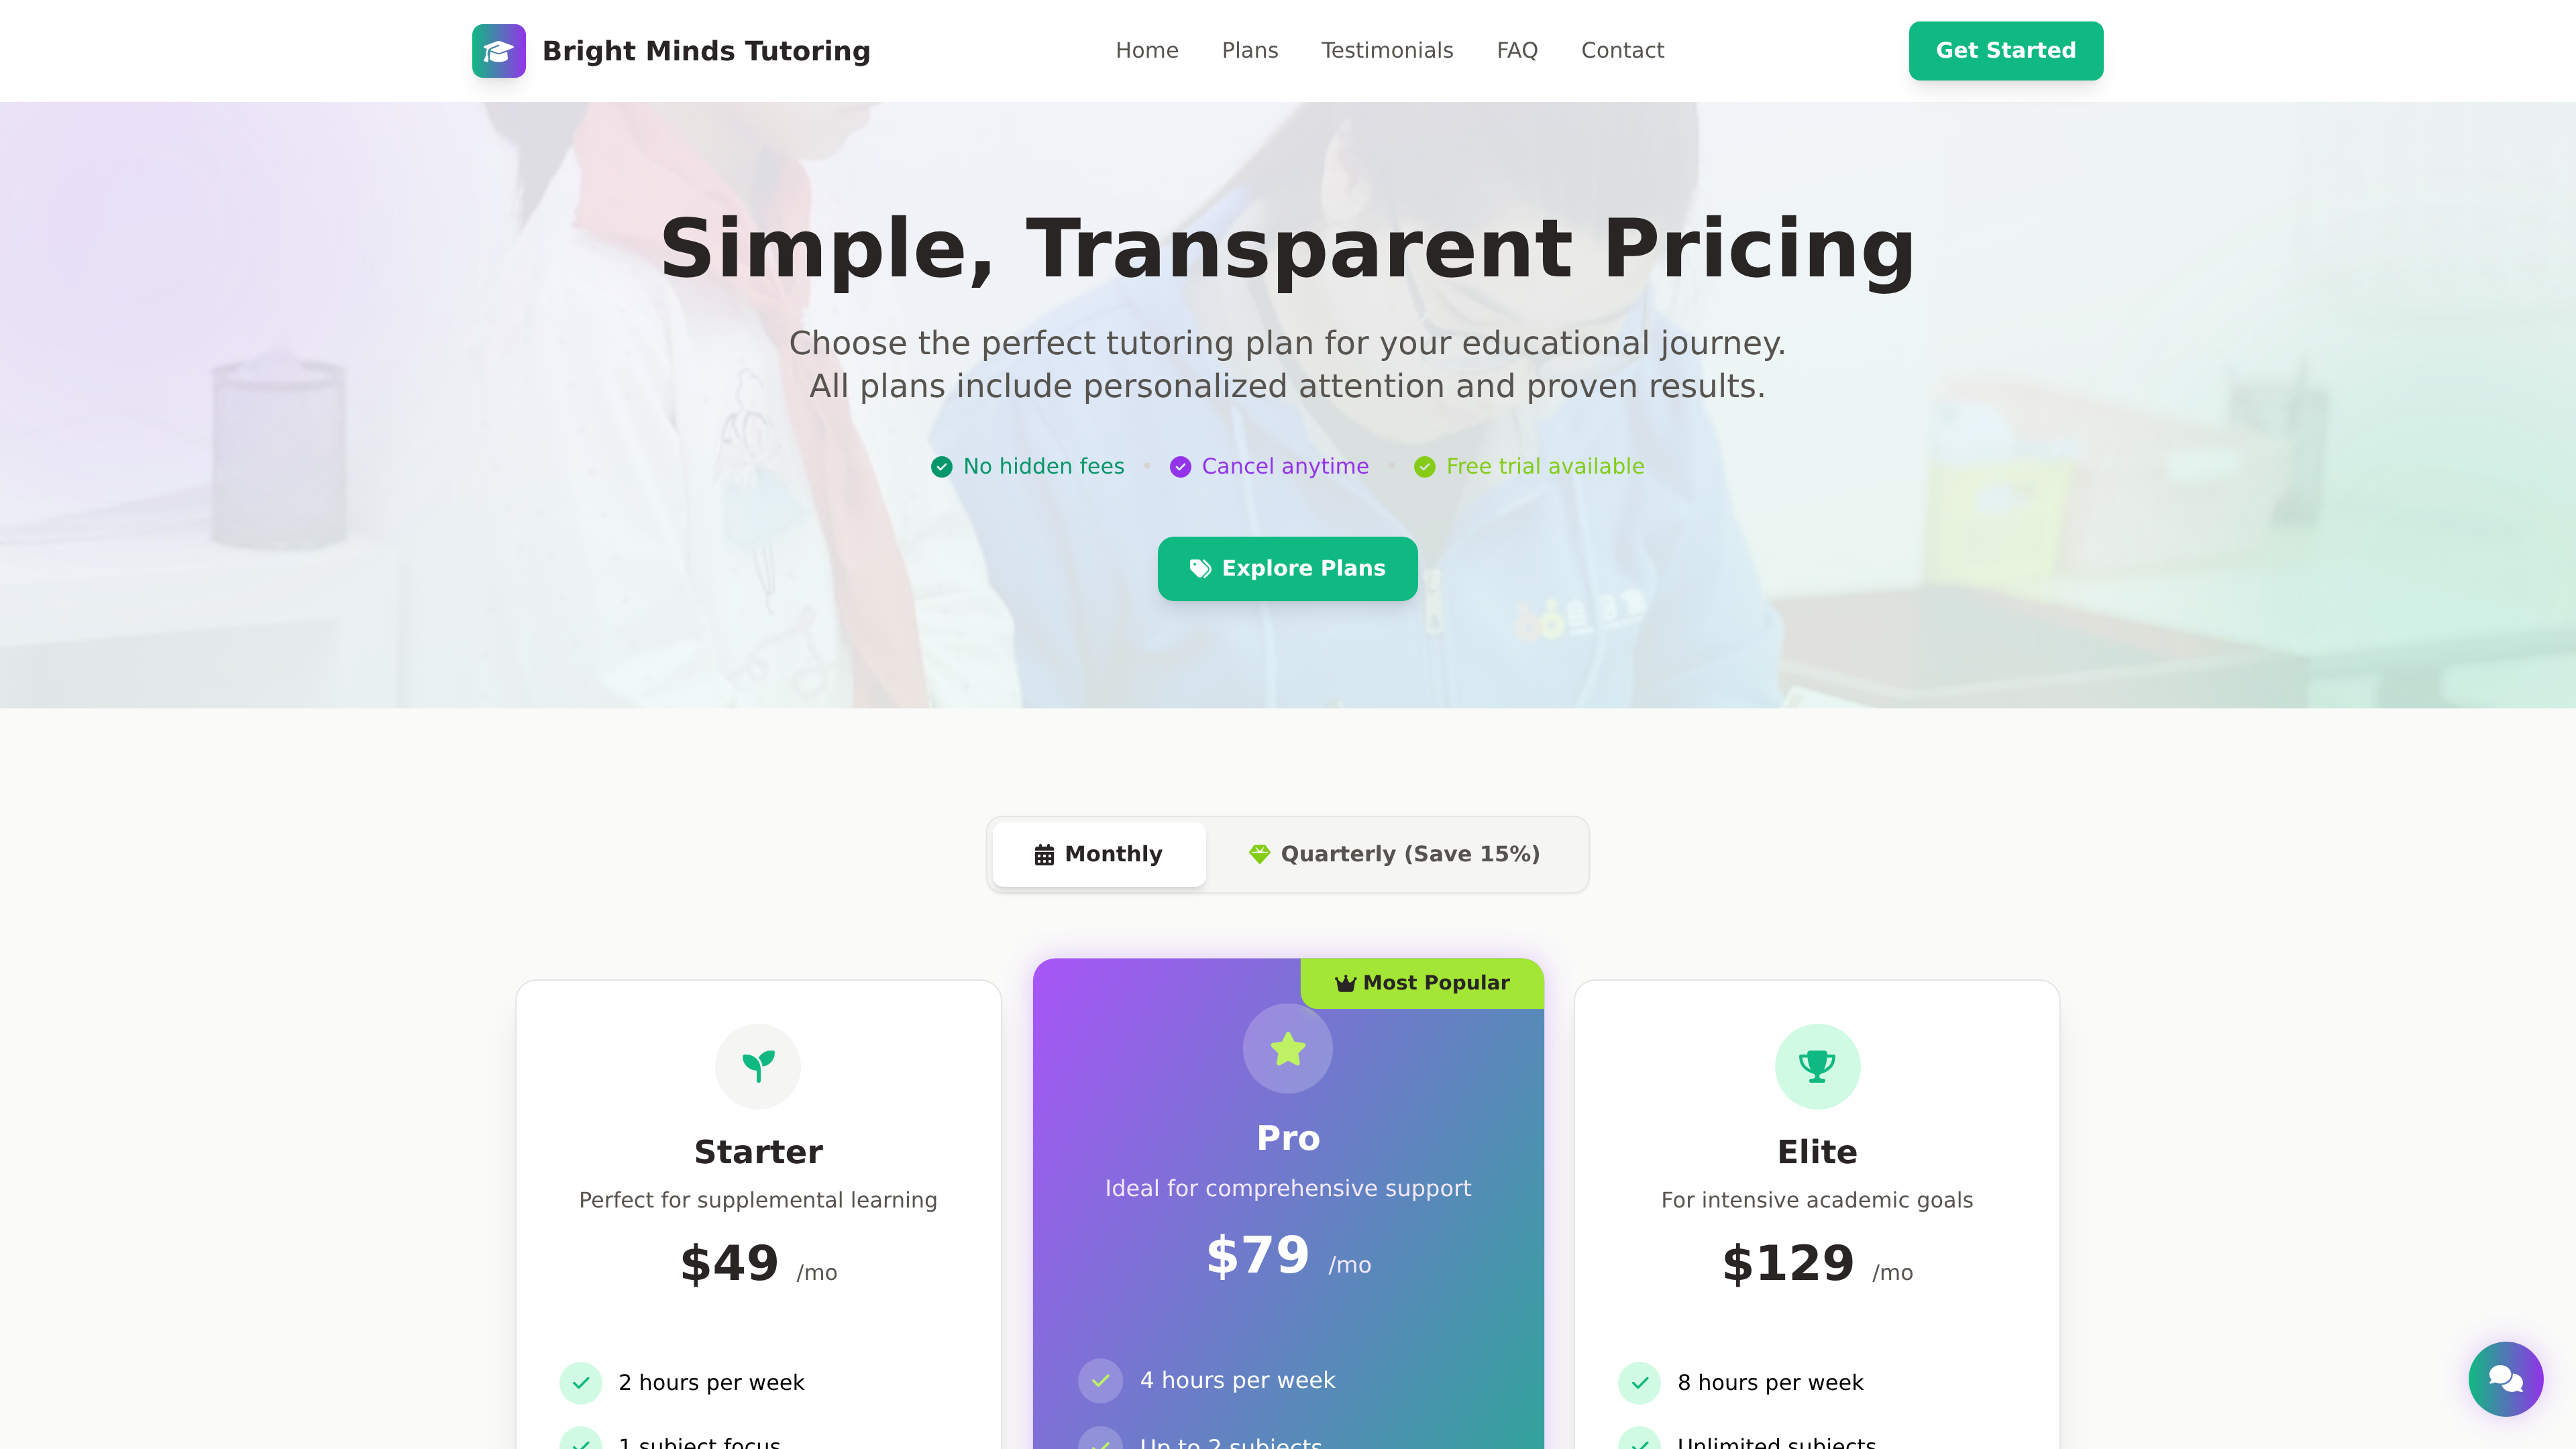 Bright Minds Tutoring
Home
Plans
Testimonials
FAQ
Contact
Get Started
Simple, Transparent Pricing
Choose the perfect tutoring plan for your educational journey.
All plans include personalized attention and proven results.
No hidden fees • Cancel anytime • Free trial available
Explore Plans
Monthly
Quarterly (Save 15%)
Starter
Perfect for supplemental learning
$49 /mo
2 hours per week
1 subject focus
Most Popular
Pro
Ideal for comprehensive support
$79 /mo
4 hours per week
Up to 2 subjects
Elite
For intensive academic goals
$129 /mo
8 hours per week
Unlimited subjects